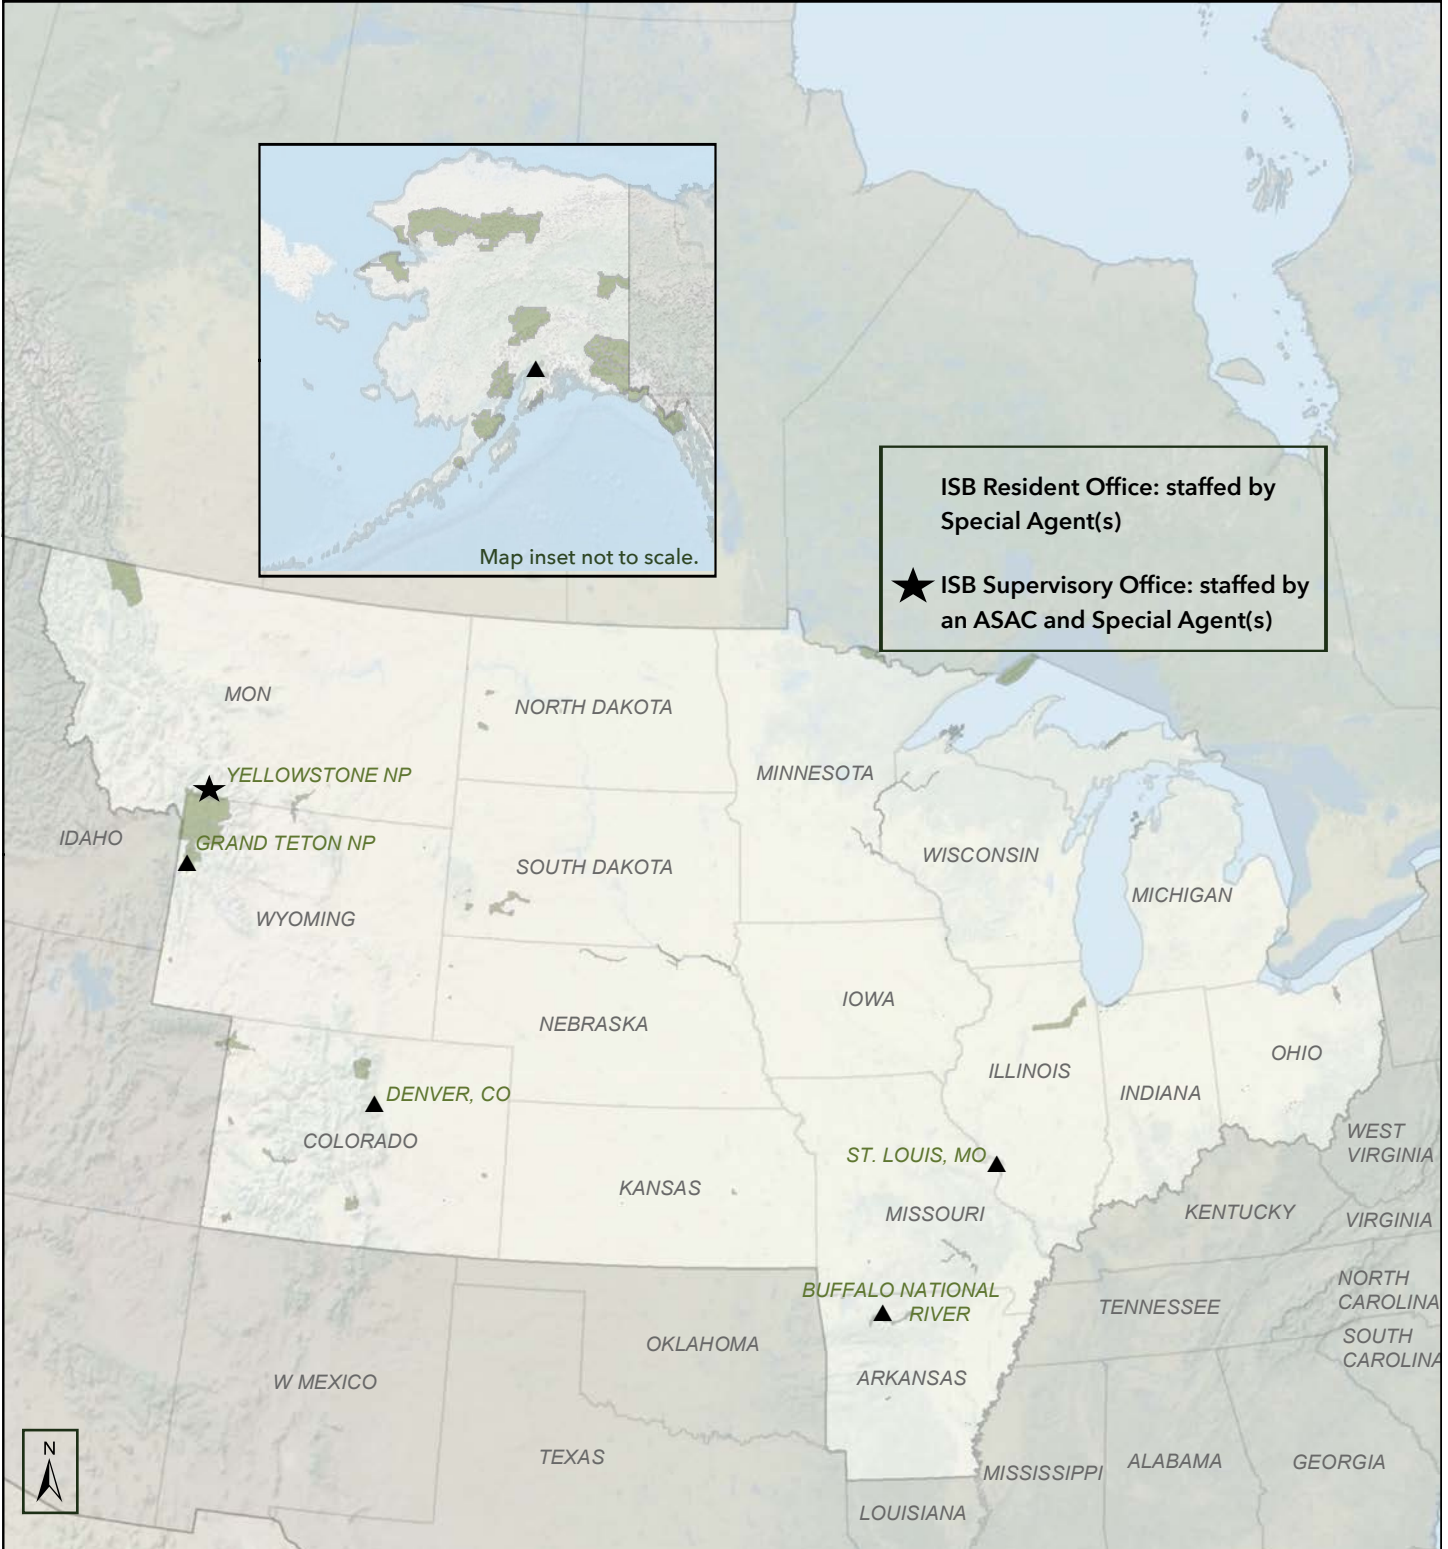 Map inset not to scale.
ISB Resident Office: staffed by
Special Agent(s)
ISB Supervisory Office: staffed by
an ASAC and Special Agent(s)
MON
NORTH DAKOTA
MINNESOTA
YELLOWSTONE NP
IDAHO
GRAND TETON NP
SOUTH DAKOTA
WISCONSIN
MICHIGAN
WYOMING
IOWA
NEBRASKA
ILLINOIS
OHIO
INDIANA
DENVER, CO
COLORADO
WEST
VIRGINIA
ST. LOUIS, MO
KANSAS
MISSOURI
KENTUCKY
VIRGINIA
BUFFALO NATIONAL
RIVER
TENNESSEE
NORTH
CAROLINA
SOUTH
CAROLINA
OKLAHOMA
W MEXICO
ARKANSAS
N
TEXAS
MISSISSIPPI
ALABAMA
GEORGIA
LOUISIANA